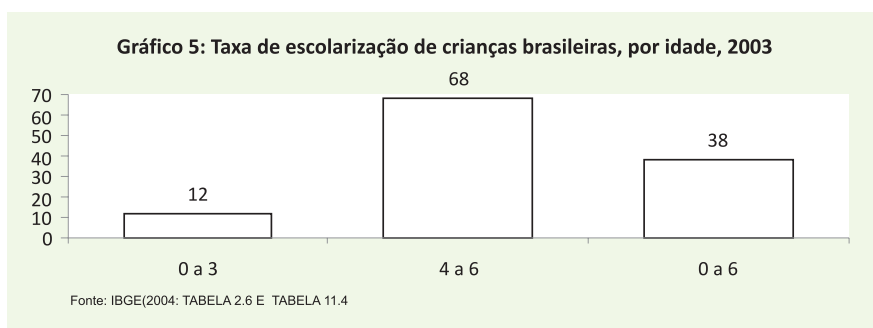 Gráfico 5: Taxa de escolarização de crianças brasileiras, por idade, 2003
68
70
60
50
40
30
20
10
0
12
38
0 a 3
4 a 6
0 a 6
Fonte: IBGE(2004: TABELA 2.6 E TABELA 11.4